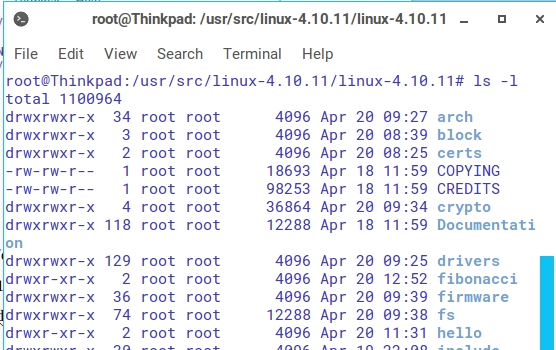 root@Thinkpad: /usr/src/linux-4.10.11/linux-4.10.11
File Edit View Search Terminal Help
root@Thinkpad:/usr/src/linux-4.10.11/linux-4.10.11# ls -l
total 1100964
drwxrwxr-x  34 root root      4096 Apr 20 09:27 arch
drwxrwxr-x   3 root root      4096 Apr 20 08:39 block
drwxrwxr-x   2 root root      4096 Apr 20 08:25 certs
-rw-rw-r--   1 root root     18693 Apr 18 11:59 COPYING
-rw-rw-r--   1 root root     98253 Apr 18 11:59 CREDITS
drwxrwxr-x   4 root root     36864 Apr 20 09:34 crypto
drwxrwxr-x 118 root root     12288 Apr 18 11:59 Documentati
on
drwxrwxr-x 129 root root      4096 Apr 20 09:25 drivers
drwxr-xr-x   2 root root      4096 Apr 20 12:52 fibonacci
drwxrwxr-x  36 root root      4096 Apr 20 09:39 firmware
drwxrwxr-x  74 root root     12288 Apr 20 09:38 fs
drwxr-xr-x   2 root root      4096 Apr 20 11:31 hello